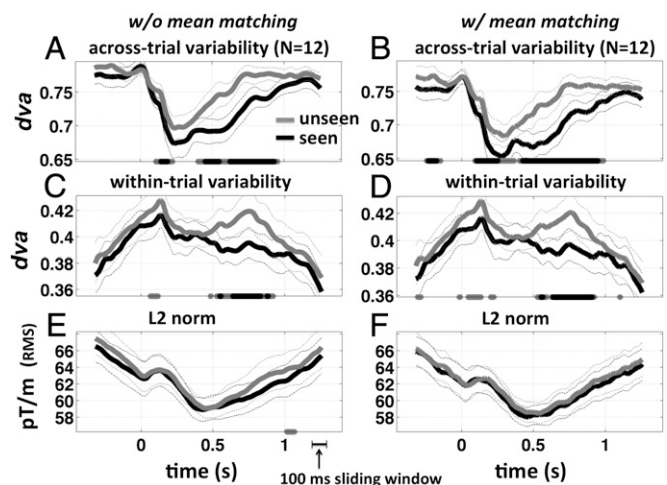 w/o mean matching
w/ mean matching
A across-trial variability (N=12)
B across-trial variability (N=12)
dva
0.75
0.7
0.65
unseen
seen
0.75
0.7
0.65
C within-trial variability
D within-trial variability
dva
0.42
0.4
0.38
0.36
0.42
0.4
0.38
0.36
E L2 norm
F L2 norm
pT/m (RMS)
66
64
62
60
58
66
64
62
60
58
0 0.5 1
0 0.5 1
time (s)
time (s)
100 ms sliding window